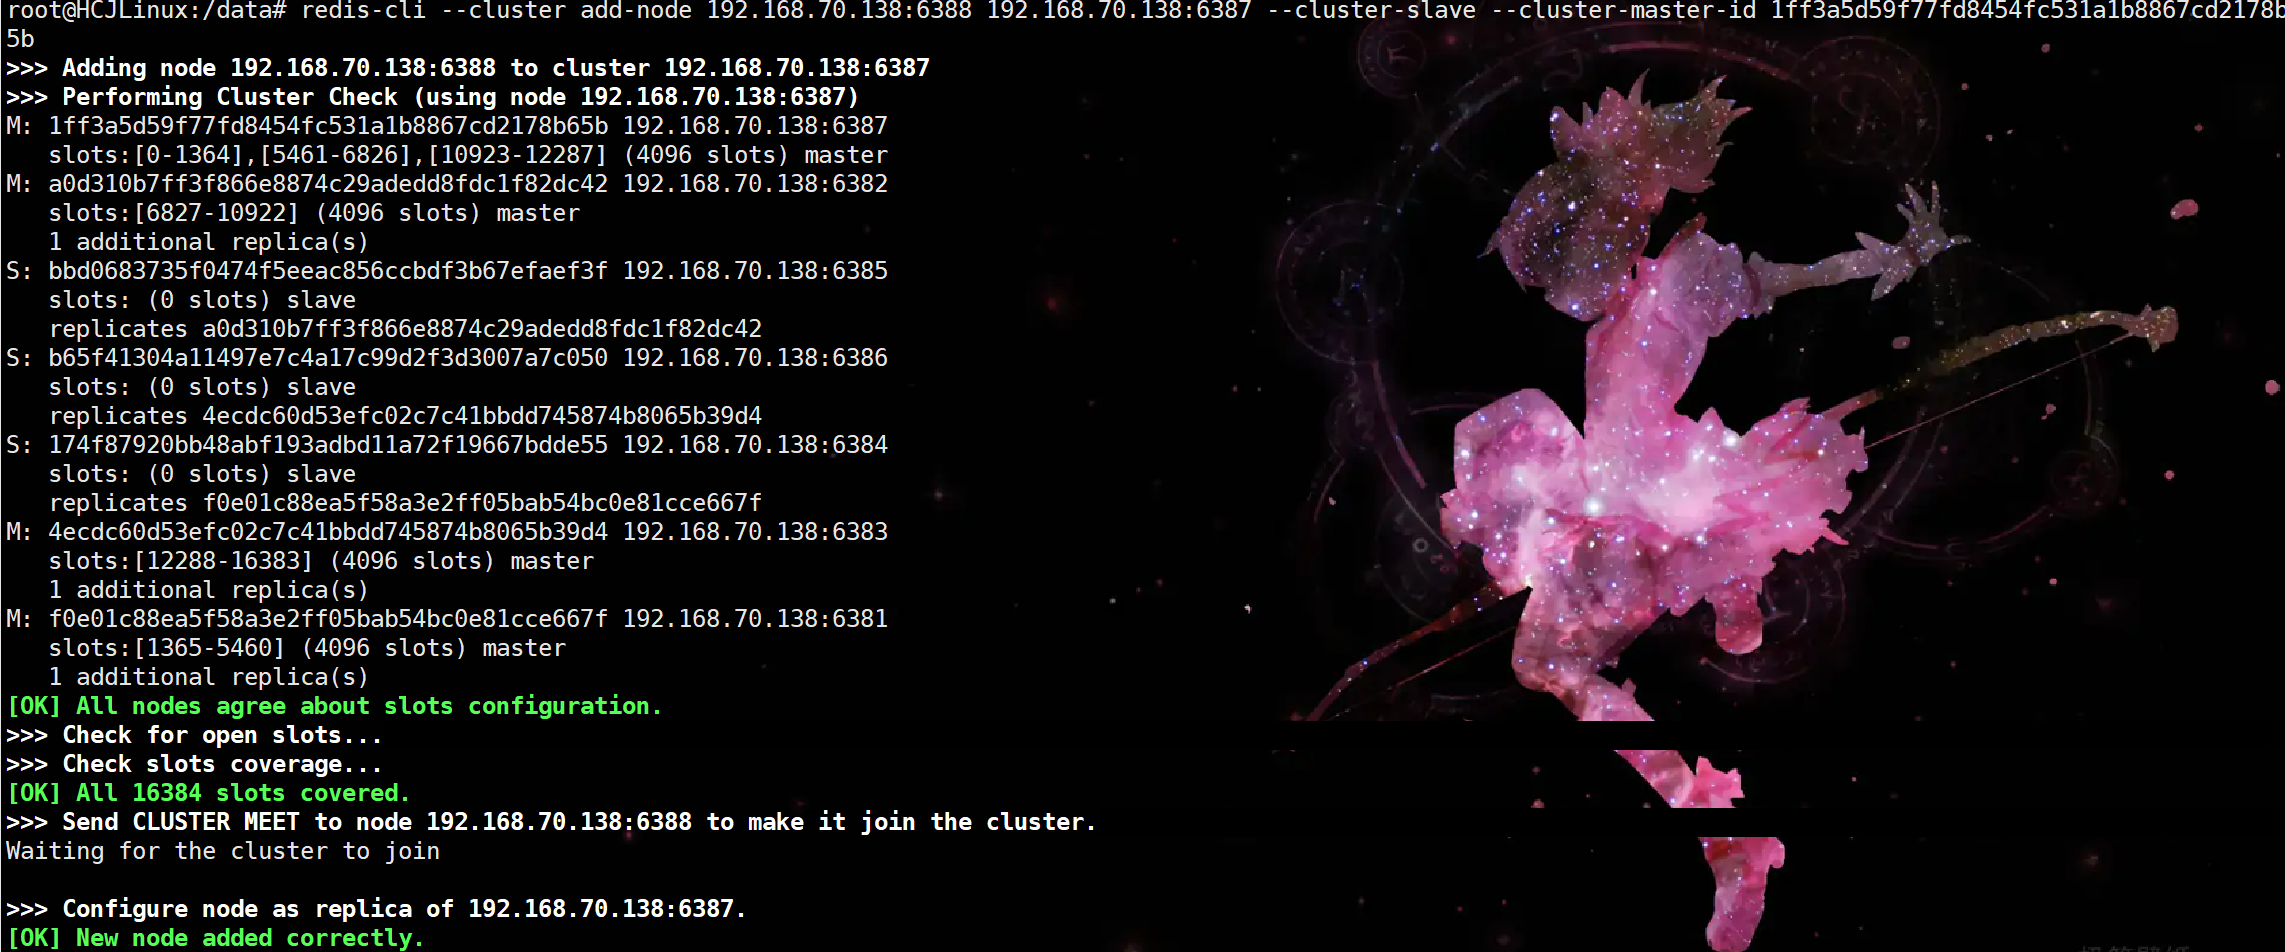 root@HCJLinux:/data# redis-cli --cluster add-node 192.168.70.138:6388 192.168.70.138:6387 --cluster-slave --cluster-master-id 1ff3a5d59f77fd8454fc531a1b8867cd2178b
5b
>>> Adding node 192.168.70.138:6388 to cluster 192.168.70.138:6387
>>> Performing Cluster Check (using node 192.168.70.138:6387)
M: 1ff3a5d59f77fd8454fc531a1b8867cd2178b65b 192.168.70.138:6387
   slots:[0-1364],[5461-6826],[10923-12287] (4096 slots) master
M: a0d310b7ff3f866e8874c29adedd8fdc1f82dc42 192.168.70.138:6382
   slots:[6827-10922] (4096 slots) master
   1 additional replica(s)
S: bbd0683735f0474f5eeac856ccbdf3b67efaef3f 192.168.70.138:6385
   slots: (0 slots) slave
   replicates a0d310b7ff3f866e8874c29adedd8fdc1f82dc42
S: b65f41304a11497e7c4a17c99d2f3d3007a7c050 192.168.70.138:6386
   slots: (0 slots) slave
   replicates 4ecdc60d53efc02c7c41bbdd745874b8065b39d4
S: 174f87920bb48abf193adbd11a72f19667bdde55 192.168.70.138:6384
   slots: (0 slots) slave
   replicates f0e01c88ea5f58a3e2ff05bab54bc0e81cce667f
M: 4ecdc60d53efc02c7c41bbdd745874b8065b39d4 192.168.70.138:6383
   slots:[12288-16383] (4096 slots) master
   1 additional replica(s)
M: f0e01c88ea5f58a3e2ff05bab54bc0e81cce667f 192.168.70.138:6381
   slots:[1365-5460] (4096 slots) master
   1 additional replica(s)
[OK] All nodes agree about slots configuration.
>>> Check for open slots...
>>> Check slots coverage...
[OK] All 16384 slots covered.
>>> Send CLUSTER MEET to node 192.168.70.138:6388 to make it join the cluster.
Waiting for the cluster to join
>>> Configure node as replica of 192.168.70.138:6387.
[OK] New node added correctly.